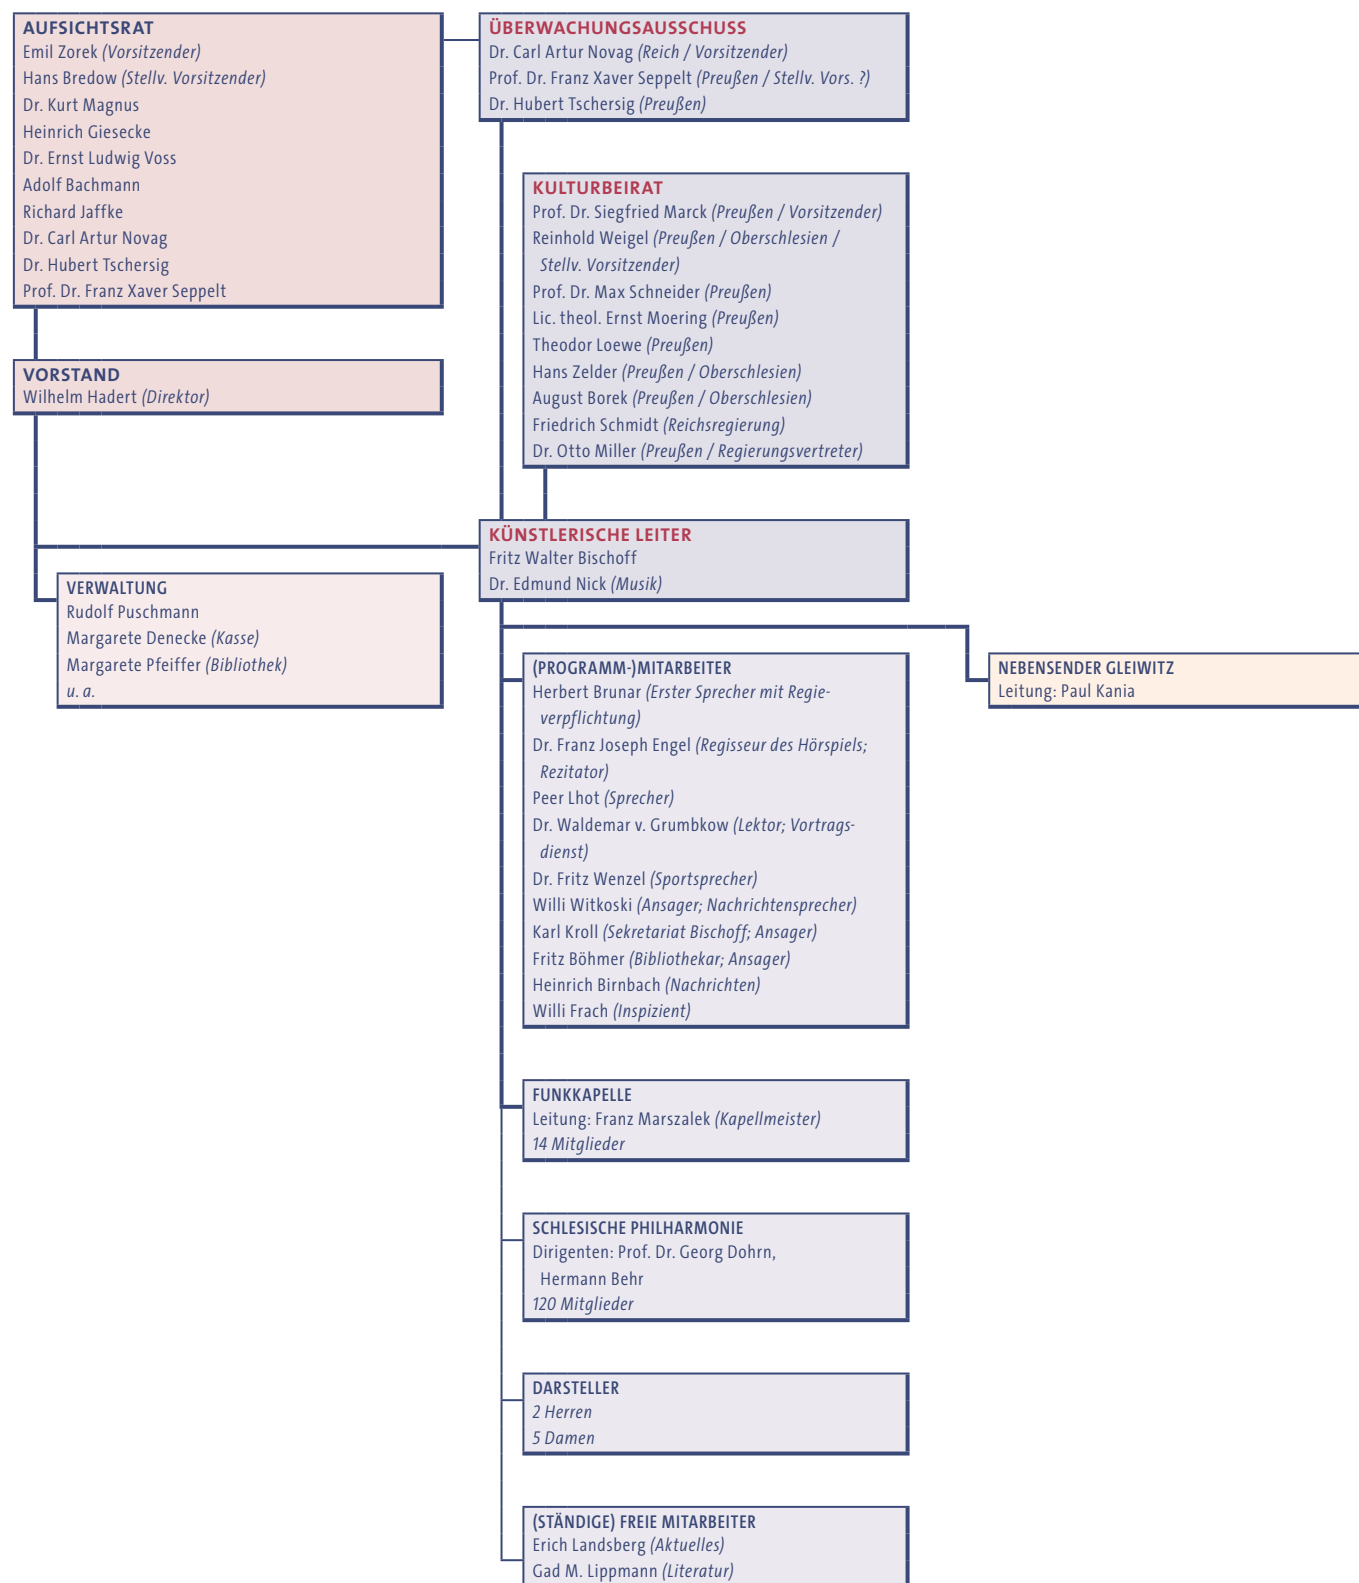 AUFSICHTSRAT
Emil Zorek (Vorsitzender)
Hans Bredow (Stellv. Vorsitzender)
Dr. Kurt Magnus
Heinrich Giesecke
Dr. Ernst Ludwig Voss
Adolf Bachmann
Richard Jaffke
Dr. Carl Artur Novag
Dr. Hubert Tschersig
Prof. Dr. Franz Xaver Seppelt
VORSTAND
Wilhelm Hadert (Direktor)
VERWALTUNG
Rudolf Puschmann
Margarete Denecke (Kasse)
Margarete Pfeiffer (Bibliothek)
u. a.
ÜBERWACHUNGSAUSSCHUSS
Dr. Carl Artur Novag (Reich / Vorsitzender)
Prof. Dr. Franz Xaver Seppelt (Preußen / Stellv. Vors. ?)
Dr. Hubert Tschersig (Preußen)
KULTURBEIRAT
Prof. Dr. Siegfried Marck (Preußen / Vorsitzender)
Reinhold Weigel (Preußen / Oberschlesien /
Stellv. Vorsitzender)
Prof. Dr. Max Schneider (Preußen)
Lic. theol. Ernst Moering (Preußen)
Theodor Loewe (Preußen)
Hans Zelder (Preußen / Oberschlesien)
August Borek (Preußen / Oberschlesien)
Friedrich Schmidt (Reichsregierung)
Dr. Otto Miller (Preußen / Regierungsvertreter)
KÜNSTLERISCHE LEITER
Fritz Walter Bischoff
Dr. Edmund Nick (Musik)
(PROGRAMM-)MITARBEITER
Herbert Brunar (Erster Sprecher mit Regie-
verpflichtung)
Dr. Franz Joseph Engel (Regisseur des Hörspiels;
Rezitator)
Peer Lhot (Sprecher)
Dr. Waldemar v. Grumbkow (Lektor; Vortrags-
dienst)
Dr. Fritz Wenzel (Sportsprecher)
Willi Witkoski (Ansager; Nachrichtensprecher)
Karl Kroll (Sekretariat Bischoff; Ansager)
Fritz Böhmer (Bibliothekar; Ansager)
Heinrich Birnbach (Nachrichten)
Willi Frach (Inspizient)
NEBENSENDER GLEIWITZ
Leitung: Paul Kania
FUNKKAPELLE
Leitung: Franz Marszalek (Kapellmeister)
14 Mitglieder
SCHLESISCHE PHILHARMONIE
Dirigenten: Prof. Dr. Georg Dohrn,
Hermann Behr
120 Mitglieder
DARSTELLER
2 Herren
5 Damen
(STÄNDIGE) FREIE MITARBEITER
Erich Landsberg (Aktuelles)
Gad M. Lippmann (Literatur)